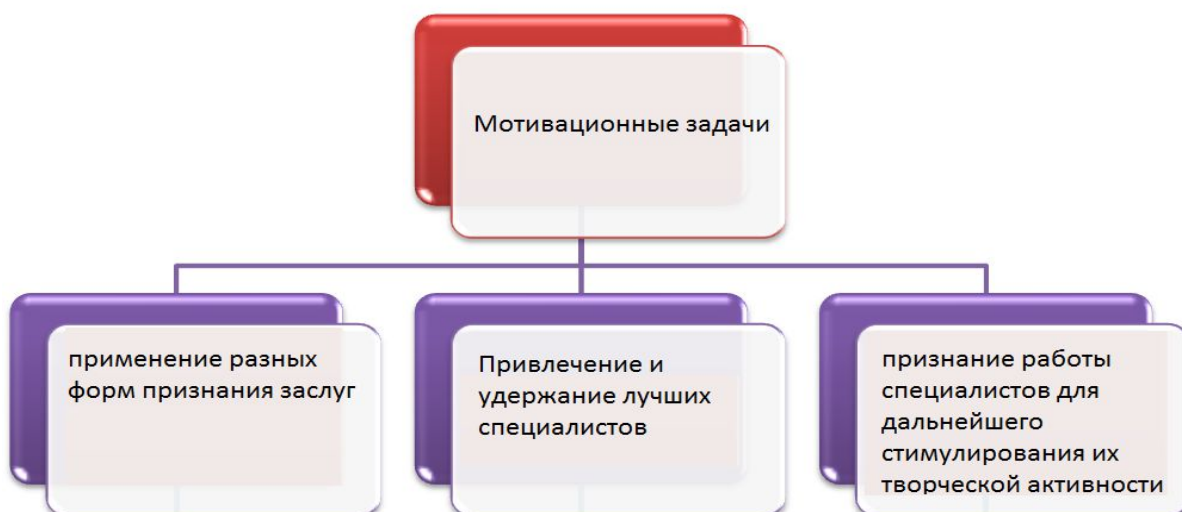 Мотивационные задачи
применение разных
форм признания заслуг
Привлечение и
удержание лучших
специалистов
признание работы
специалистов для
дальнейшего
стимулирования их
творческой активности